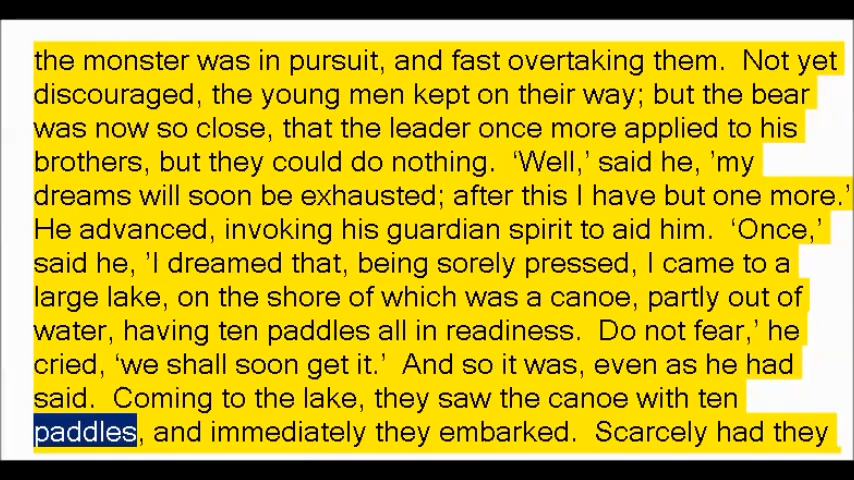 the monster was in pursuit, and fast overtaking them.  Not yet
discouraged, the young men kept on their way; but the bear
was now so close, that the leader once more applied to his
brothers, but they could do nothing.  ‘Well,’ said he, ’my
dreams will soon be exhausted; after this I have but one more.’
He advanced, invoking his guardian spirit to aid him.  ‘Once,’
said he, ’I dreamed that, being sorely pressed, I came to a
large lake, on the shore of which was a canoe, partly out of
water, having ten paddles all in readiness.  Do not fear,’ he
cried, ‘we shall soon get it.’  And so it was, even as he had
said.  Coming to the lake, they saw the canoe with ten
paddles, and immediately they embarked.  Scarcely had they